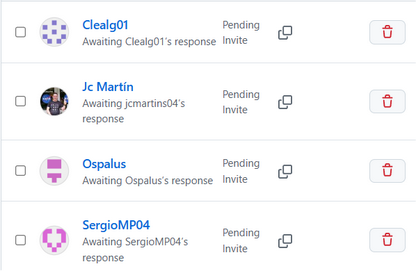 Clealg01
Awaiting Clealg01's response
Pending
Invite
Jc Martín
Awaiting jcmartins04's
response
Pending
Invite
Ospalus
Awaiting Ospalus's response
Pending
Invite
SergioMP04
Awaiting SergioMP04's
response
Pending
Invite